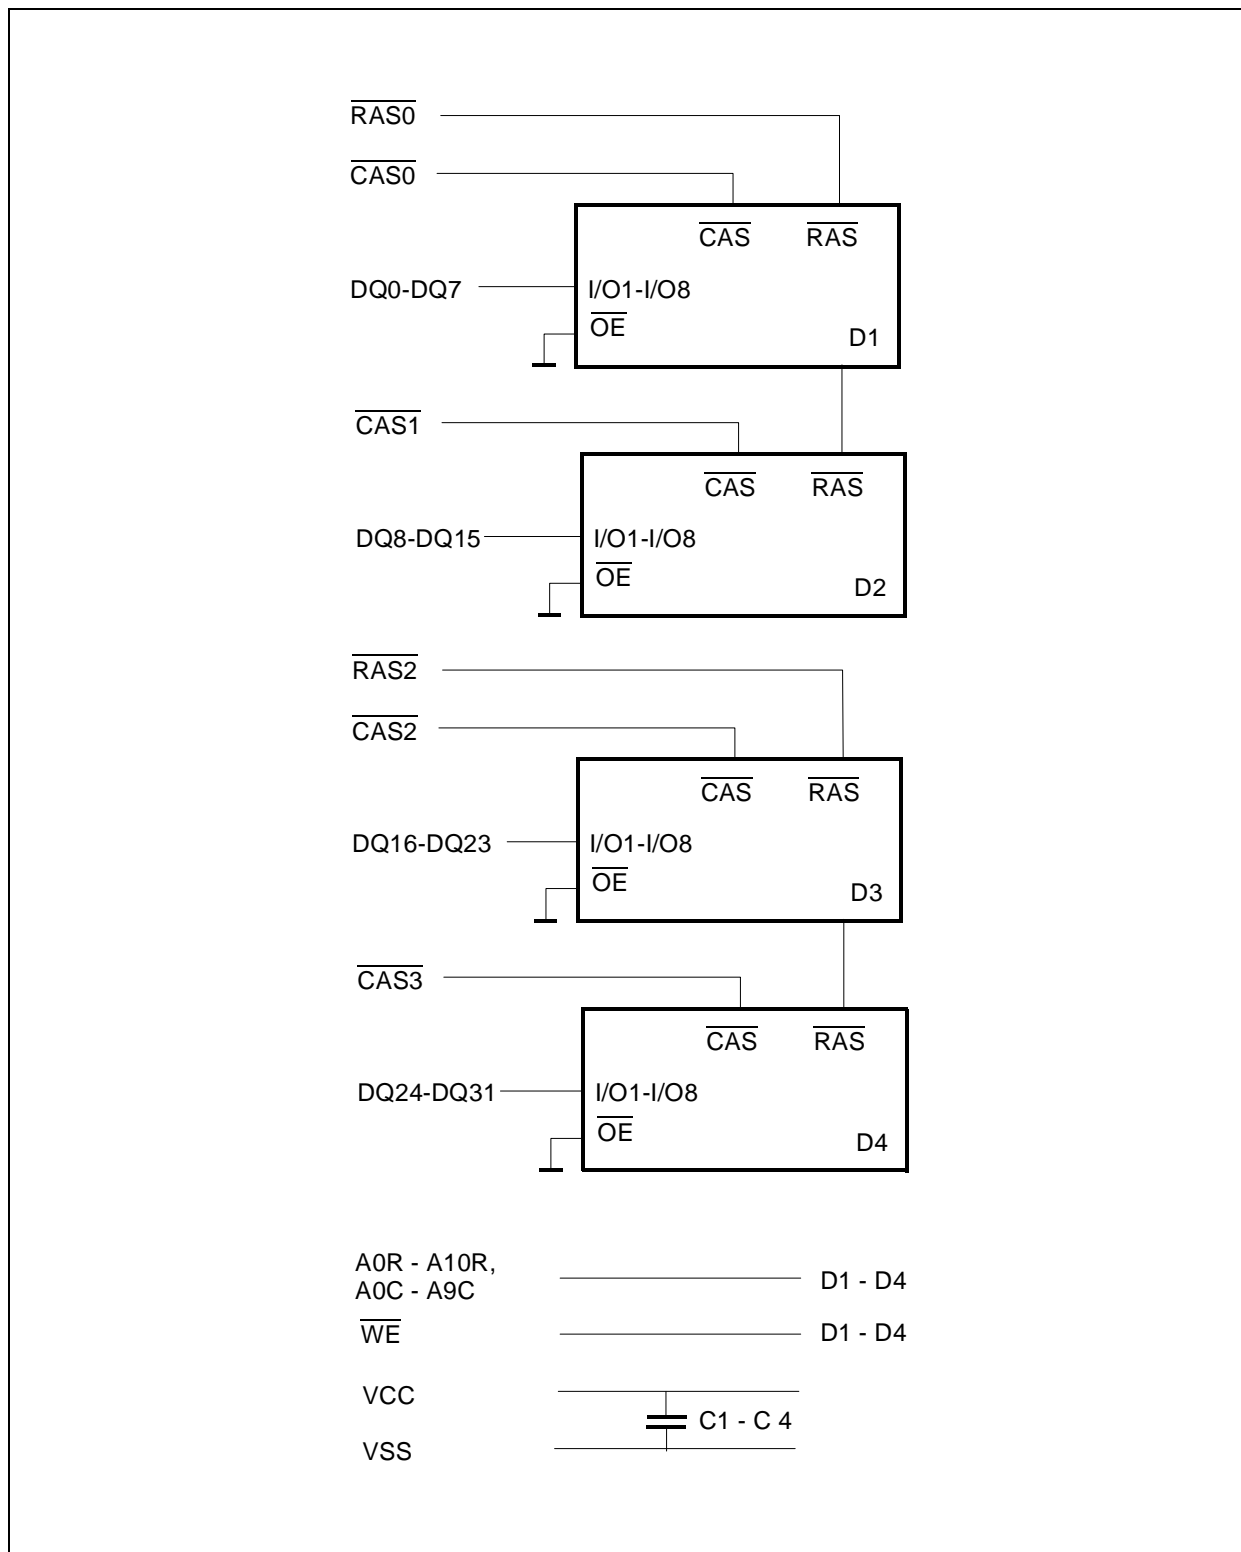 RAS0
CAS0
CAS RAS
DQ0-DQ7 I/O1-I/O8
OE
D1
CAS1
CAS RAS
DQ8-DQ15 I/O1-I/O8
OE
D2
RAS2
CAS2
CAS RAS
DQ16-DQ23 I/O1-I/O8
OE
D3
CAS3
CAS RAS
DQ24-DQ31 I/O1-I/O8
OE
D4
A0R - A10R,
A0C - A9C D1 - D4
WE D1 - D4
VCC
C1 - C 4
VSS